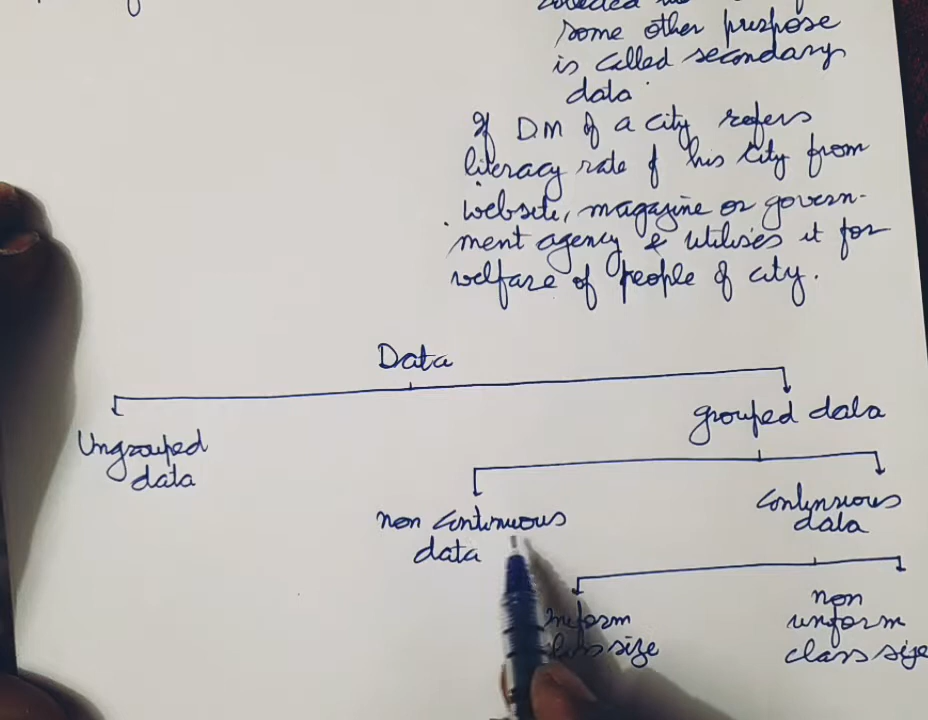 some other purpose
is called secondary
data.
If DM of a city refers
literacy rate of his city from
website, magazine or govern-
ment agency & utilises it for
welfare of people of city.
Data
Ungrouped
data
grouped data
non continuous
data
continuous
data
uniform
class size
non
uniform
class size